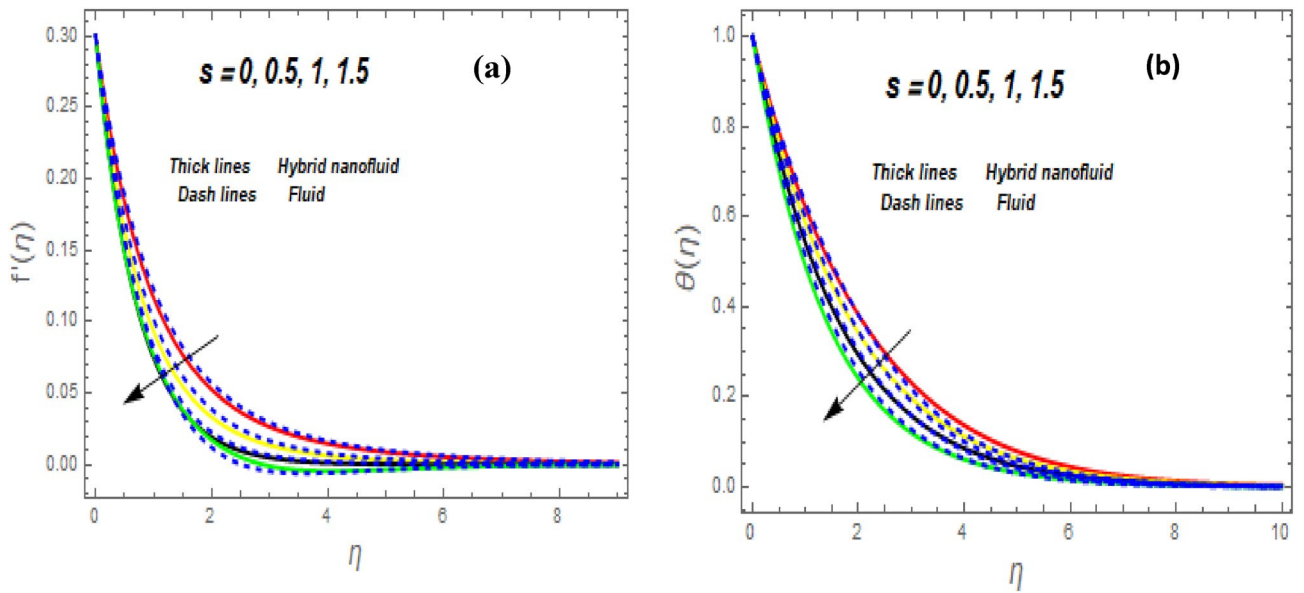 (a)
s = 0, 0.5, 1, 1.5
Thick lines Hybrid nanofluid
Dash lines Fluid
0.30
0.25
0.20
0.15
0.10
0.05
0.00
f'(η)
0 2 4 6 8
η
(b)
s = 0, 0.5, 1, 1.5
Thick lines Hybrid nanofluid
Dash lines Fluid
1.0
0.8
0.6
0.4
0.2
0.0
θ(η)
0 2 4 6 8 10
η